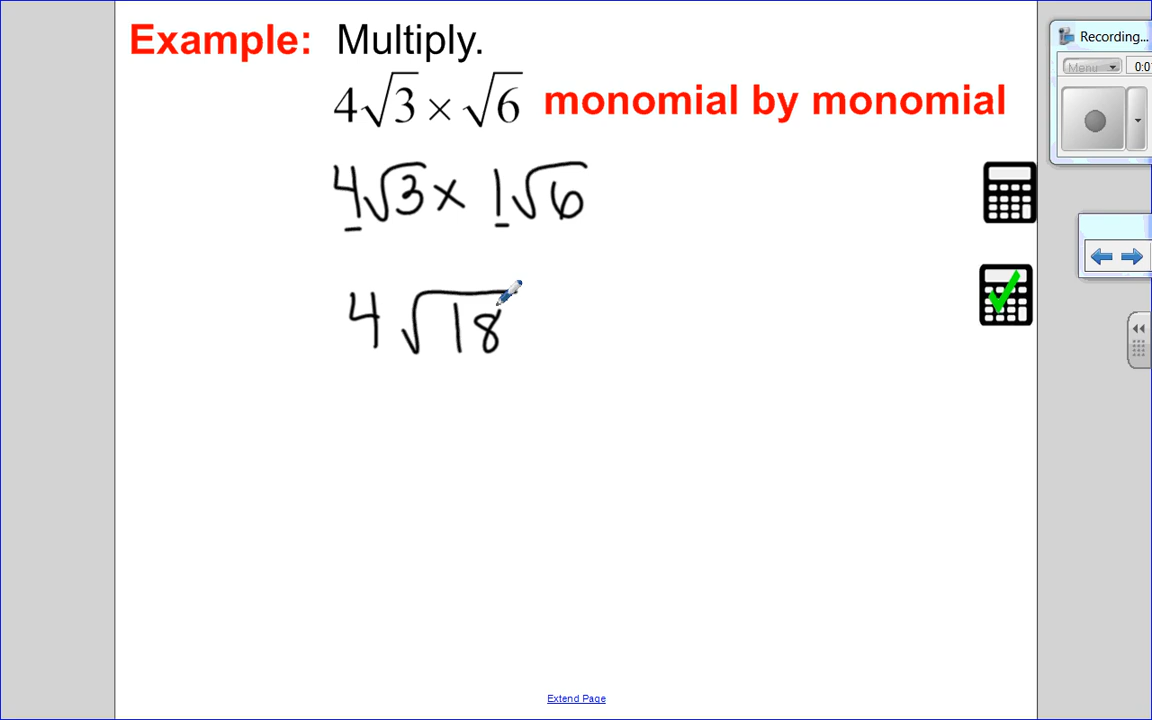 Example: Multiply.
4√3 × √6 monomial by monomial
4√3 x 1√6
4√18
Recording...
Menu
0:0
Extend Page